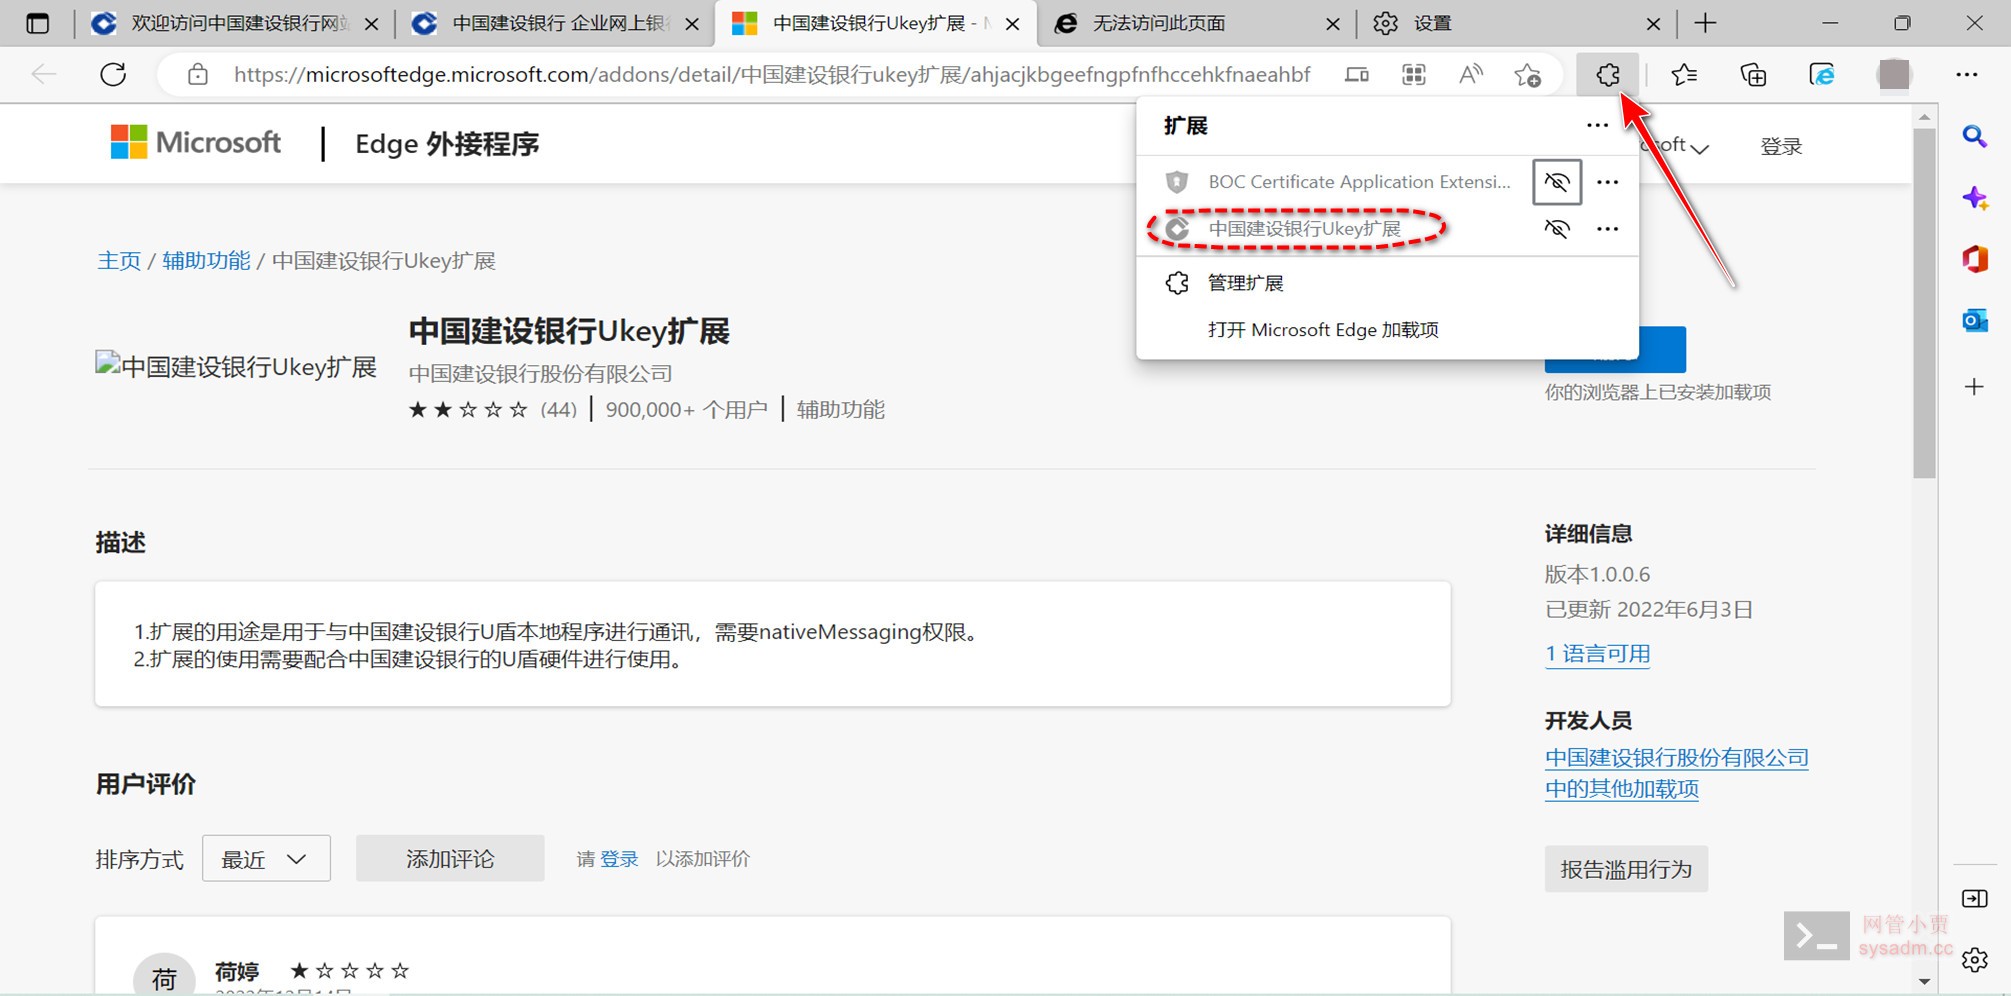 欢迎访问中国建设银行网站
中国建设银行 企业网上银行
中国建设银行Ukey扩展 - M
无法访问此页面
设置
https://microsoftedge.microsoft.com/addons/detail/中国建设银行ukey扩展/ahjacjkbgeefngpfnfhccehkfnaeahbf
Microsoft
Edge 外接程序
osoft
登录
扩展
BOC Certificate Application Extensi...
中国建设银行Ukey扩展
管理扩展
打开 Microsoft Edge 加载项
主页 / 辅助功能 / 中国建设银行Ukey扩展
中国建设银行Ukey扩展
中国建设银行Ukey扩展
中国建设银行股份有限公司
(44) 900,000+ 个用户 辅助功能
你的浏览器上已安装加载项
描述
1.扩展的用途是用于与中国建设银行U盾本地程序进行通讯，需要nativeMessaging权限。
2.扩展的使用需要配合中国建设银行的U盾硬件进行使用。
详细信息
版本1.0.0.6
已更新 2022年6月3日
1 语言可用
开发人员
中国建设银行股份有限公司
中的其他加载项
报告滥用行为
用户评价
排序方式 最近 添加评论 请 登录 以添加评价
荷 荷婷
网管小贾
sysadm.cc